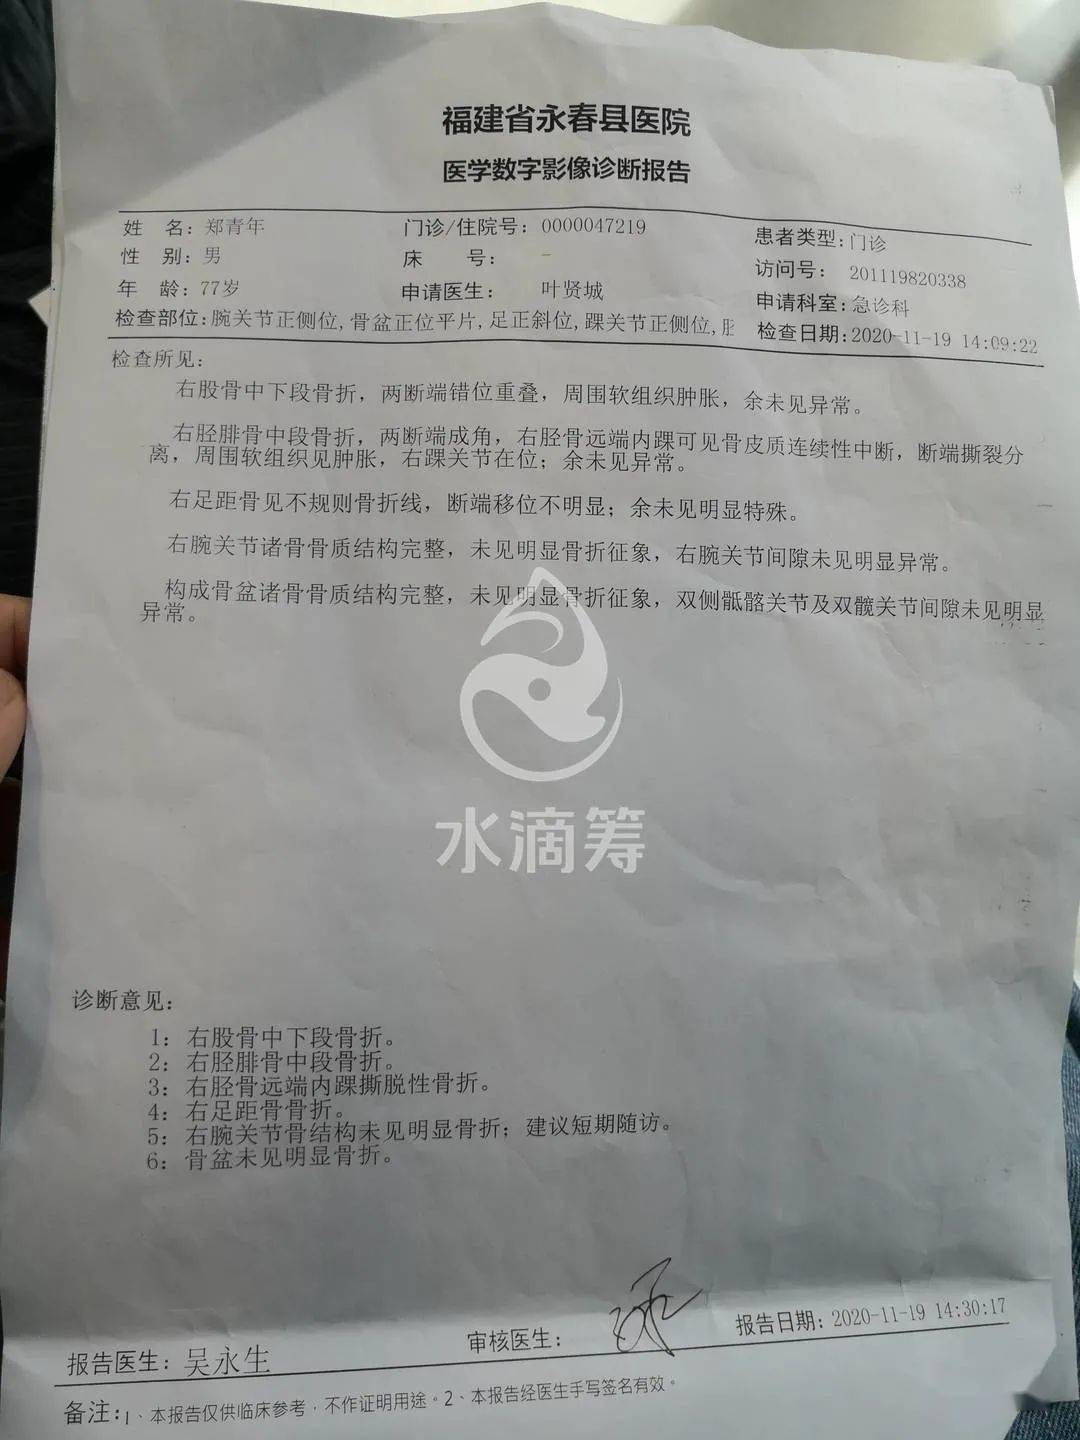 福建省永春县医院
医学数字影像诊断报告
姓 名：郑青年 门诊/住院号：0000047219 患者类型：门诊
性 别：男 床 号： - 访问号： 201119820338
年 龄：77岁 申请医生： 叶贤城 申请科室：急诊科
检查部位：腕关节正侧位,骨盆正位平片,足正斜位,踝关节正侧位, 检查日期：2020-11-19 14:09:22
检查所见：
右股骨中下段骨折，两断端错位重叠，周围软组织肿胀，余未见异常。
右胫腓骨中段骨折，两断端成角，右胫骨远端内踝可见骨皮质连续性中断，断端撕裂分
离，周围软组织见肿胀，右踝关节在位；余未见异常。
右足距骨见不规则骨折线，断端移位不明显；余未见明显特殊。
右腕关节诸骨骨质结构完整，未见明显骨折征象，右腕关节间隙未见明显异常。
构成骨盆诸骨骨质结构完整，未见明显骨折征象，双侧骶髂关节及双髋关节间隙未见明显
异常。
水滴筹
诊断意见：
1：右股骨中下段骨折。
2：右胫腓骨中段骨折。
3：右胫骨远端内踝撕脱性骨折。
4：右足距骨骨折。
5：右腕关节骨结构未见明显骨折；建议短期随访。
6：骨盆未见明显骨折。
报告医生：吴永生 审核医生： 报告日期：2020-11-19 14:30:17
备注：1、本报告仅供临床参考，不作证明用途。2、本报告经医生手写签名有效。